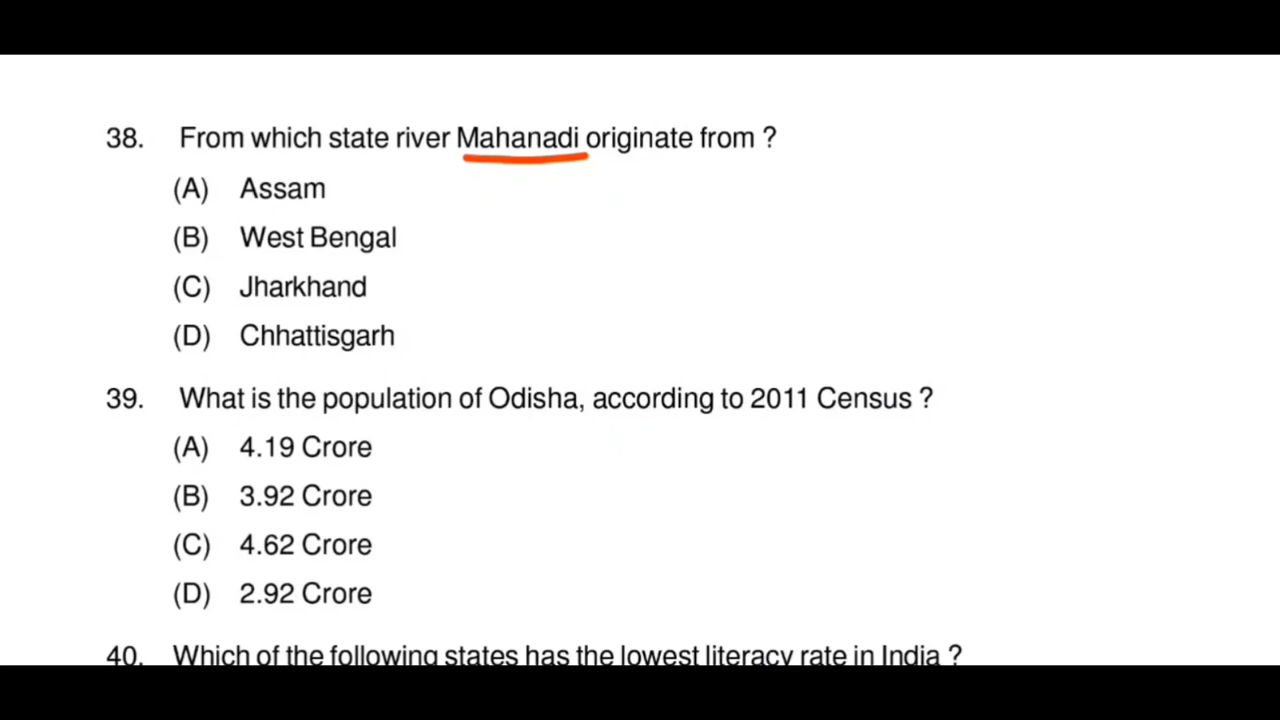 38. From which state river Mahanadi originate from ?
(A) Assam
(B) West Bengal
(C) Jharkhand
(D) Chhattisgarh
39. What is the population of Odisha, according to 2011 Census ?
(A) 4.19 Crore
(B) 3.92 Crore
(C) 4.62 Crore
(D) 2.92 Crore
40. Which of the following states has the lowest literacy rate in India ?